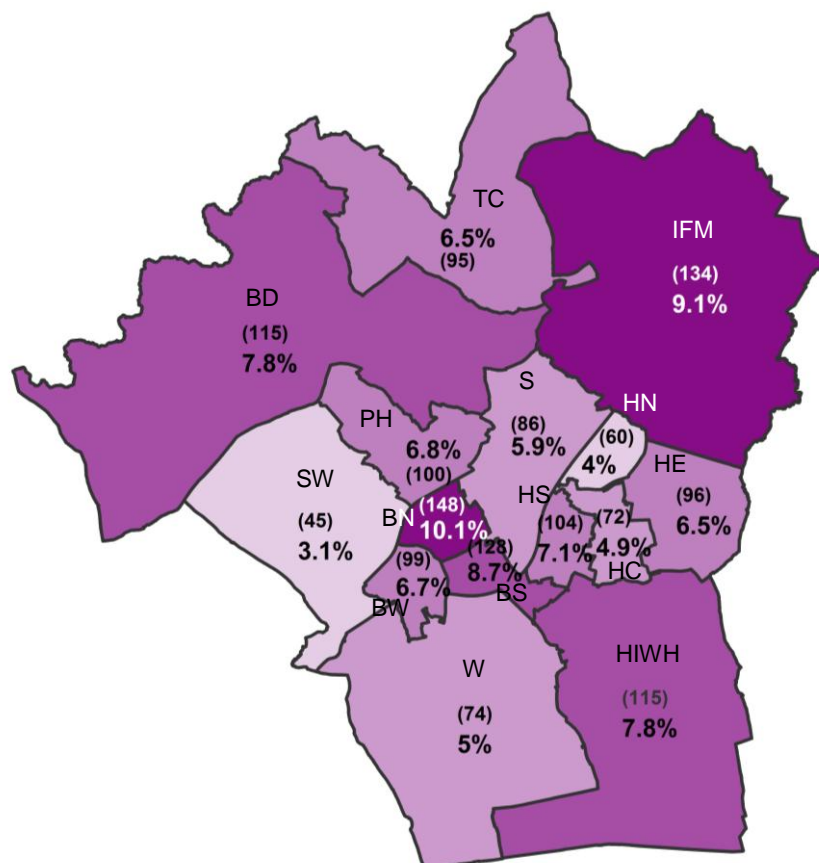 TC
6.5%
(95)
IFM
(134)
9.1%
BD
(115)
7.8%
S
(86)
5.9%
HN
(60)
4%
PH
6.8%
(100)
HE
(96)
6.5%
SW
(45)
3.1%
BN
(148)
10.1%
HS
(104)
7.1%
(72)
4.9%
HC
(99)
6.7%
BW
(128)
8.7%
BS
W
(74)
5%
HIWH
(115)
7.8%